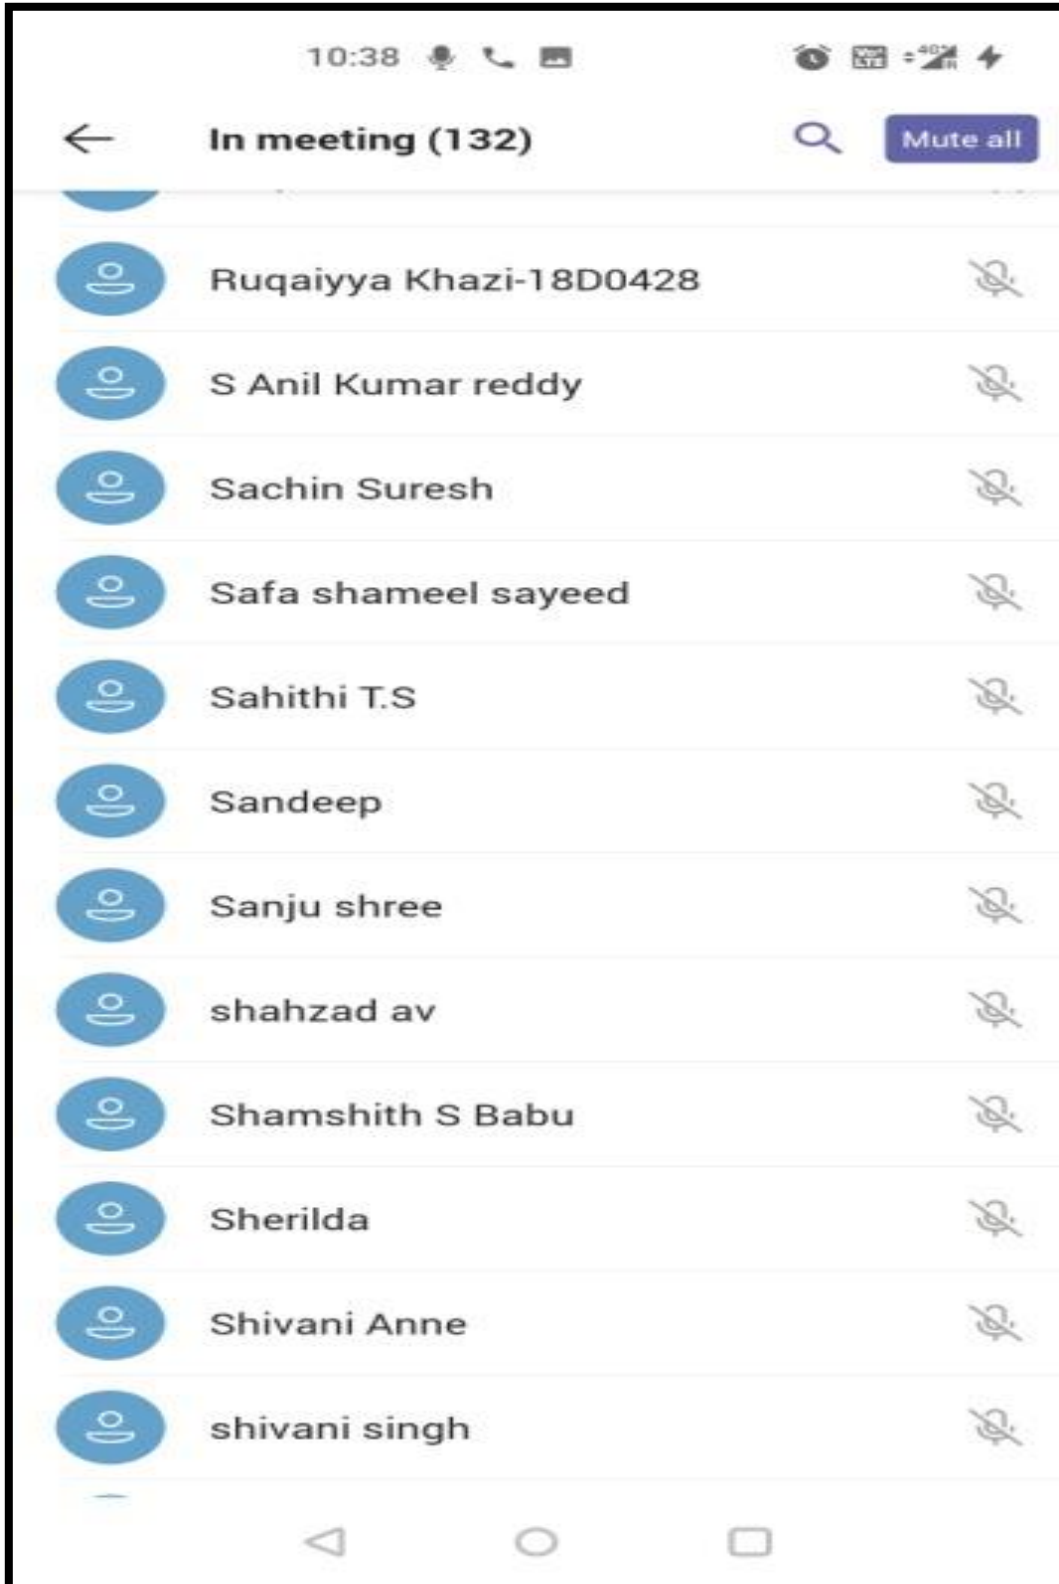 10:38
In meeting (132)
Mute all
Ruqaiyya Khazi-18D0428
S Anil Kumar reddy
Sachin Suresh
Safa shameel sayeed
Sahithi T.S
Sandeep
Sanju shree
shahzad av
Shamshith S Babu
Sherilda
Shivani Anne
shivani singh